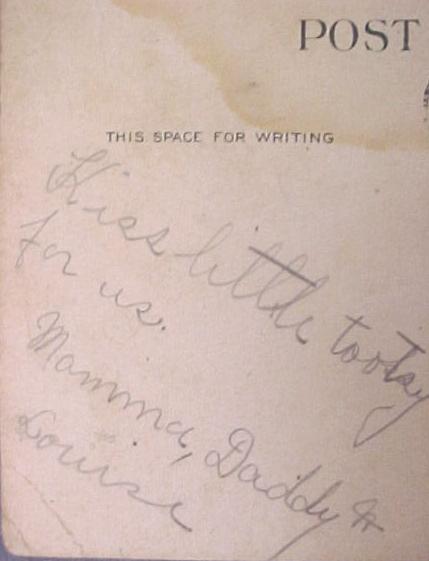 POST
THIS SPACE FOR WRITING
Kiss little tootsy
for us.
Mamma, Daddy &
Louise